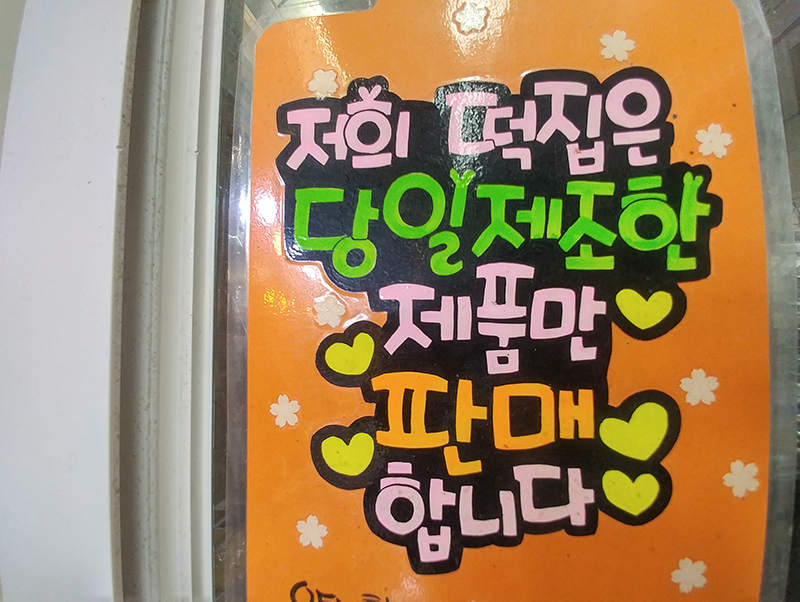 저희 떡집은
당일제조한
제품만
판매
합니다